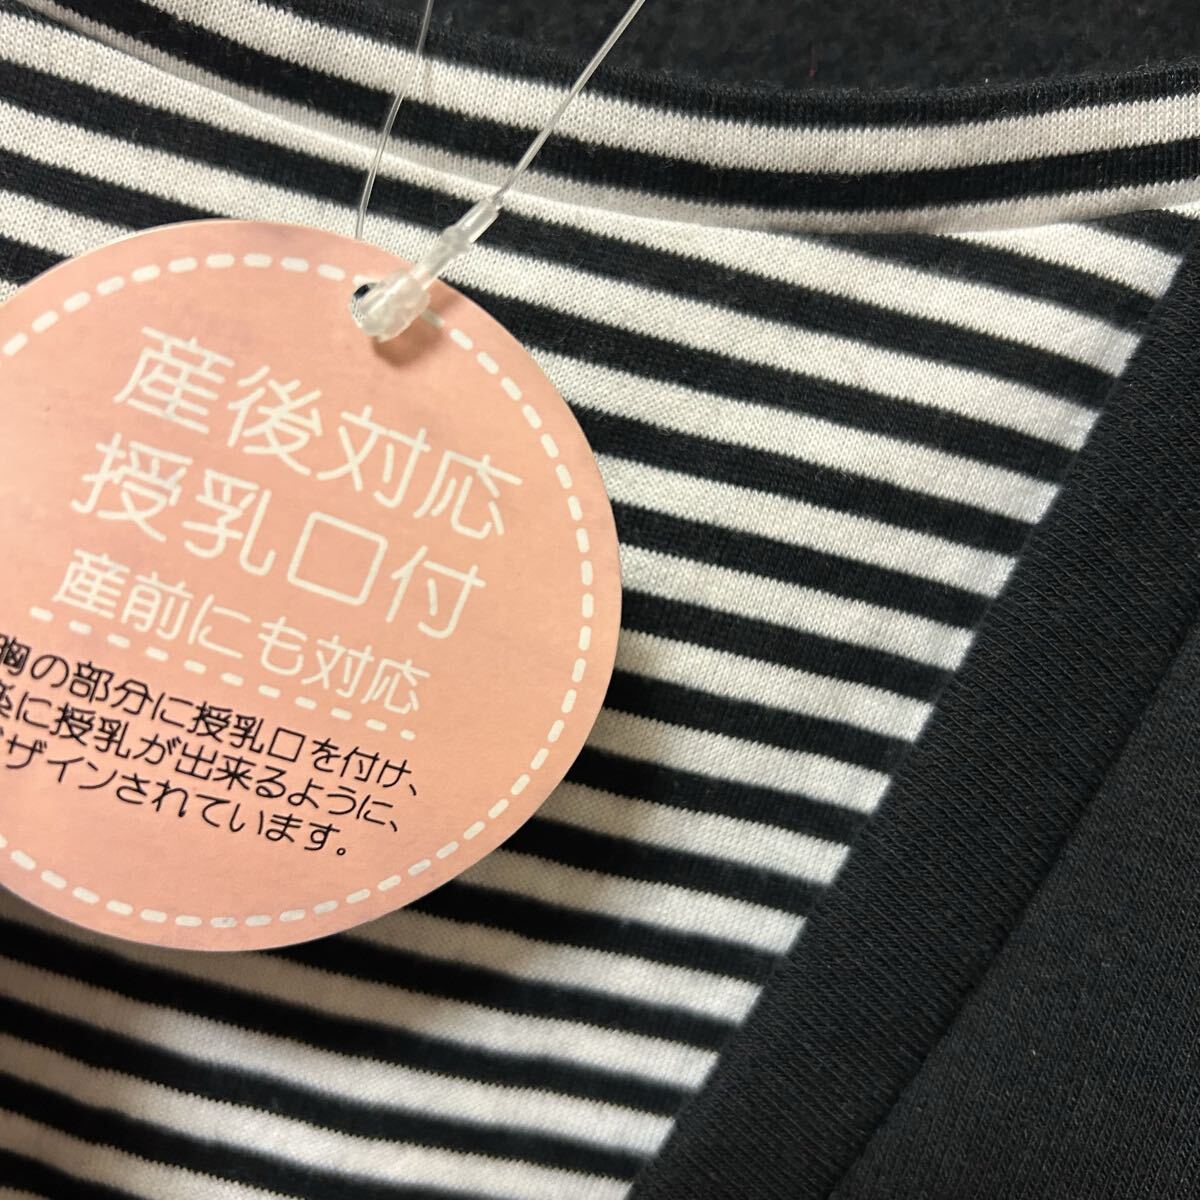 産後対応
授乳口付
産前にも対応
胸の部分に授乳口を付け、
楽に授乳が出来るように、
デザインされています。